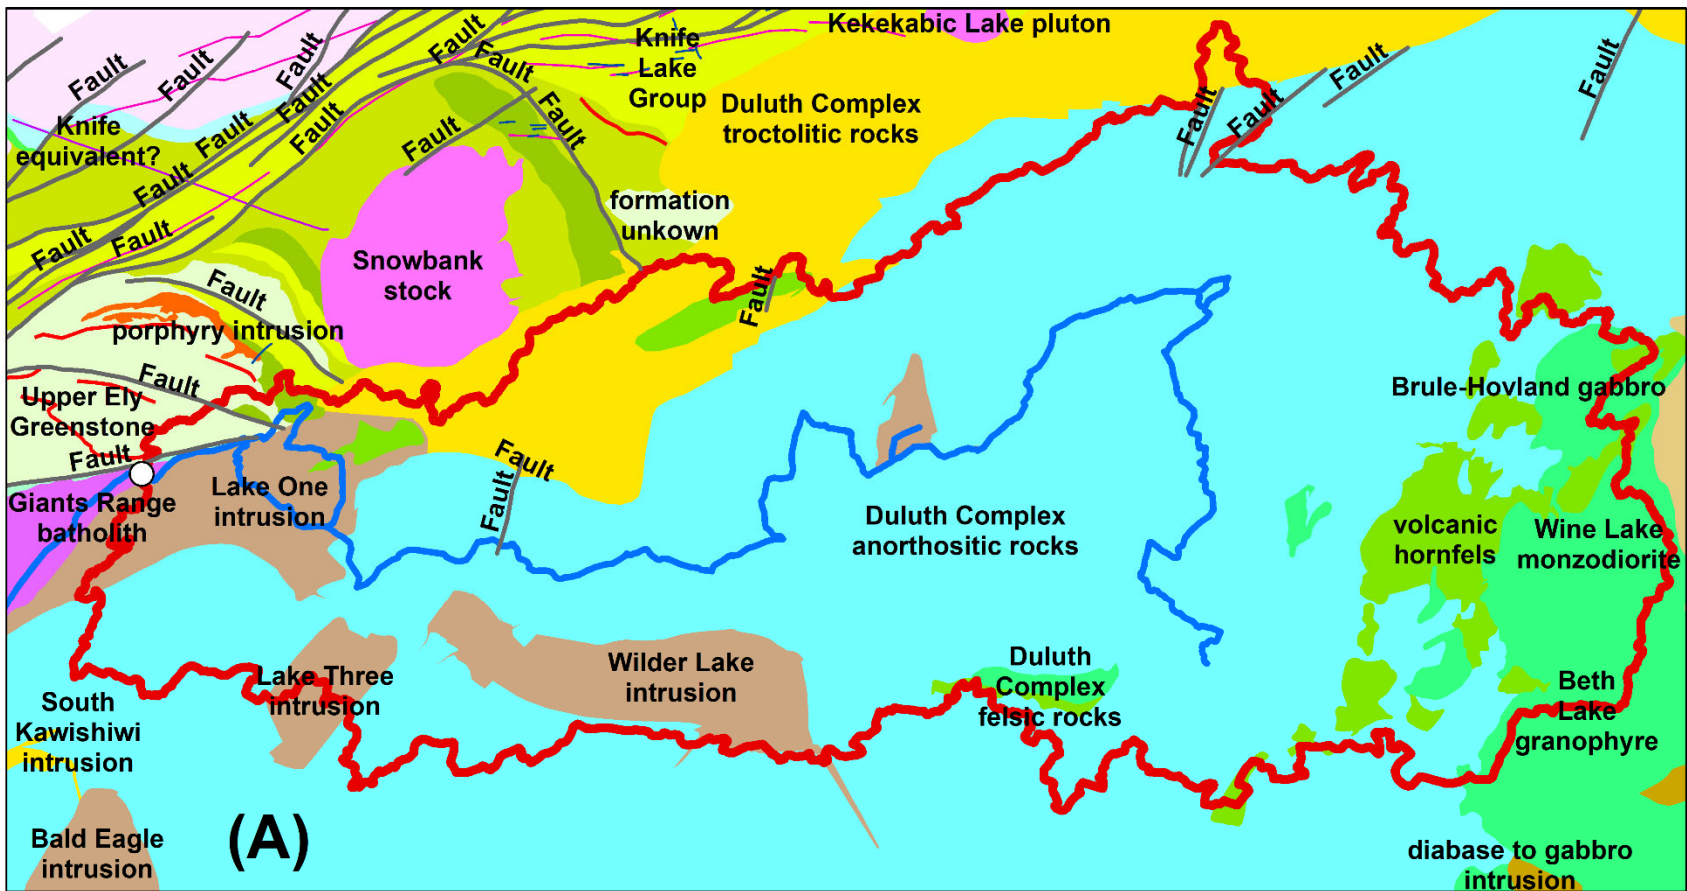 Kekekabic Lake pluton
Fault
Fault
Fault
Fault
Fault
Knife
Lake
Group
Fault
Fault
Fault
Duluth Complex
troctolitic rocks
Fault
Fault
Fault
Fault
Fault
Fault
Knife
equivalent?
Fault
Fault
formation
unkown
Fault
Fault
Snowbank
stock
Fault
Fault
porphyry intrusion
Fault
Upper Ely
Greenstone
Brule-Hovland gabbro
Fault
Fault
Fault
Giants Range
batholith
Lake One
intrusion
Duluth Complex
anorthositic rocks
volcanic
hornfels
Wine Lake
monzodiorite
Lake Three
intrusion
Wilder Lake
intrusion
Duluth
Complex
felsic rocks
South
Kawishiwi
intrusion
Beth
Lake
granophyre
Bald Eagle
intrusion
(A)
diabase to gabbro
intrusion